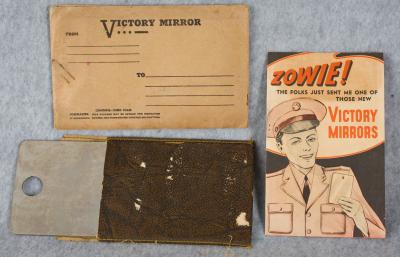 VICTORY MIRROR
FROM
TO
ZOWIE!
THE FOLKS JUST SENT ME ONE OF
THOSE NEW
VICTORY
MIRRORS